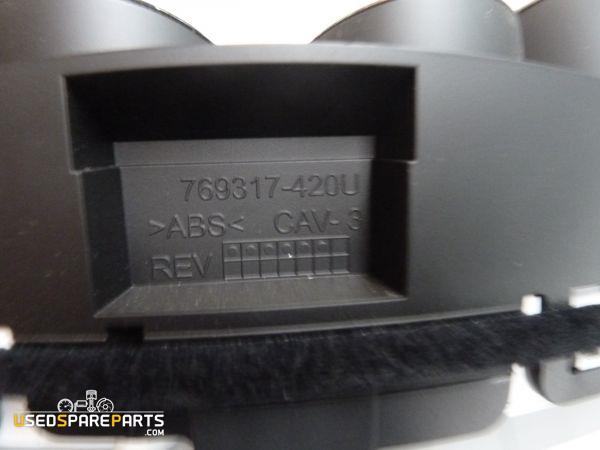 769317-420U
>ABS< CAV-3
REV
USEDSPAREPARTS
.COM